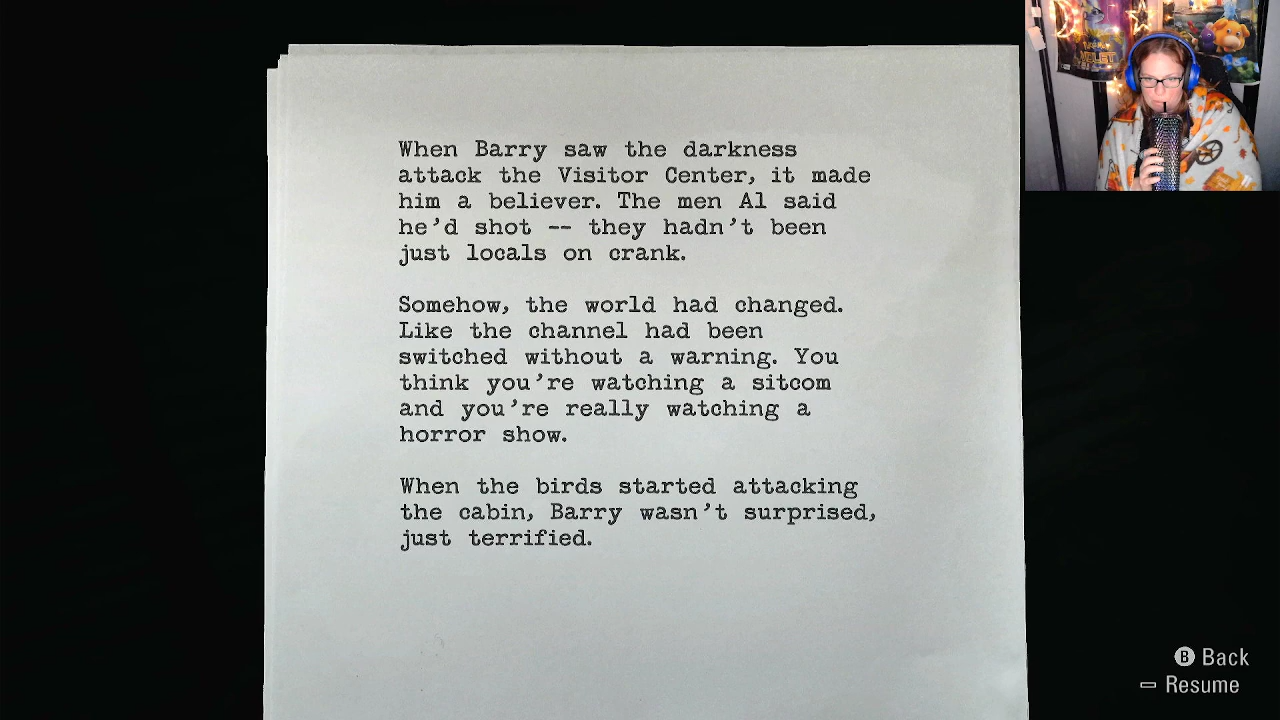 When Barry saw the darkness
attack the Visitor Center, it made
him a believer. The men Al said
he'd shot -- they hadn't been
just locals on crank.
Somehow, the world had changed.
Like the channel had been
switched without a warning. You
think you're watching a sitcom
and you're really watching a
horror show.
When the birds started attacking
the cabin, Barry wasn't surprised,
just terrified.
B Back
Resume